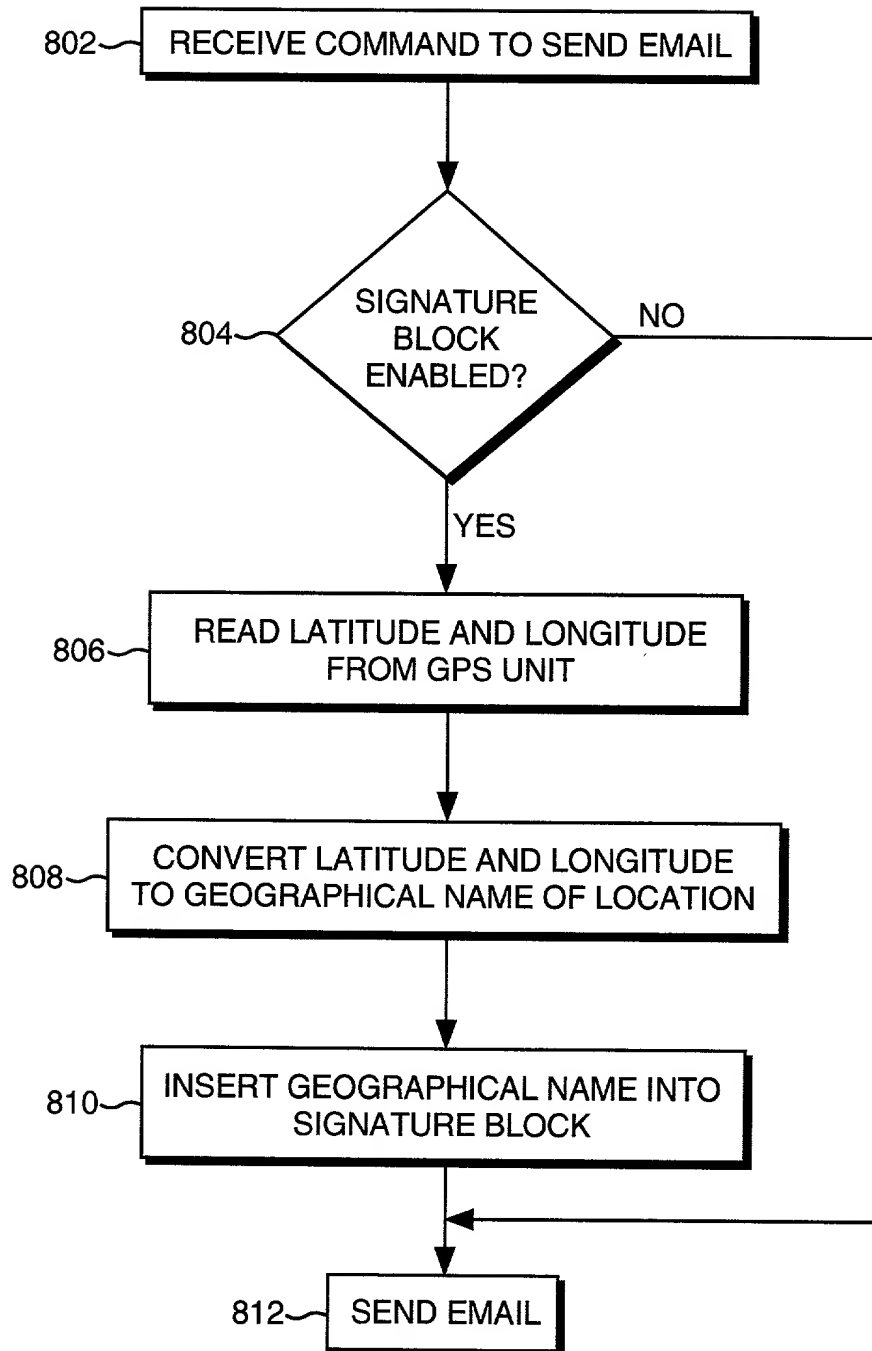 802
RECEIVE COMMAND TO SEND EMAIL
804
SIGNATURE
BLOCK
ENABLED?
NO
YES
806
READ LATITUDE AND LONGITUDE
FROM GPS UNIT
808
CONVERT LATITUDE AND LONGITUDE
TO GEOGRAPHICAL NAME OF LOCATION
810
INSERT GEOGRAPHICAL NAME INTO
SIGNATURE BLOCK
812
SEND EMAIL